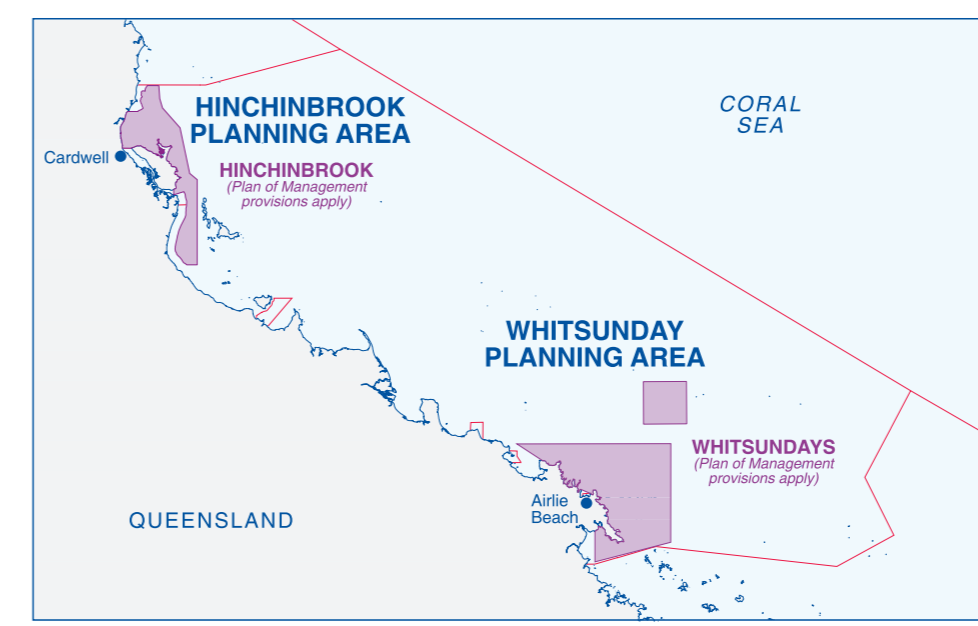 CORAL
SEA
HINCHINBROOK
PLANNING AREA
Cardwell
HINCHINBROOK
(Plan of Management
provisions apply)
WHITSUNDAY
PLANNING AREA
WHITSUNDAYS
(Plan of Management
provisions apply)
Airlie
Beach
QUEENSLAND